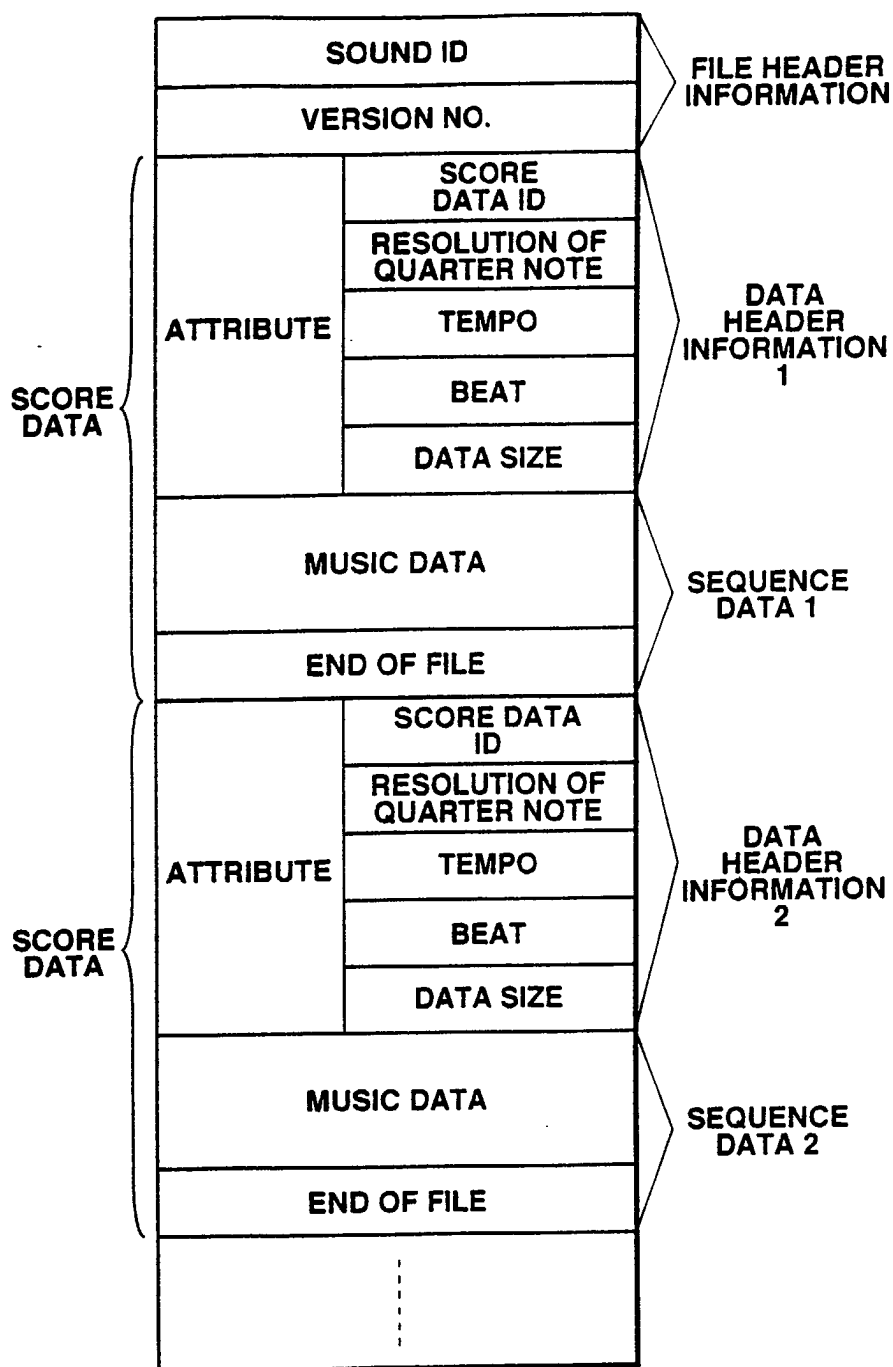 SOUND ID
VERSION NO.
FILE HEADER
INFORMATION
SCORE
DATA
ATTRIBUTE
SCORE
DATA ID
RESOLUTION OF
QUARTER NOTE
TEMPO
BEAT
DATA SIZE
DATA
HEADER
INFORMATION
1
MUSIC DATA
END OF FILE
SEQUENCE
DATA 1
SCORE
DATA
ATTRIBUTE
SCORE DATA
ID
RESOLUTION OF
QUARTER NOTE
TEMPO
BEAT
DATA SIZE
DATA
HEADER
INFORMATION
2
MUSIC DATA
END OF FILE
SEQUENCE
DATA 2